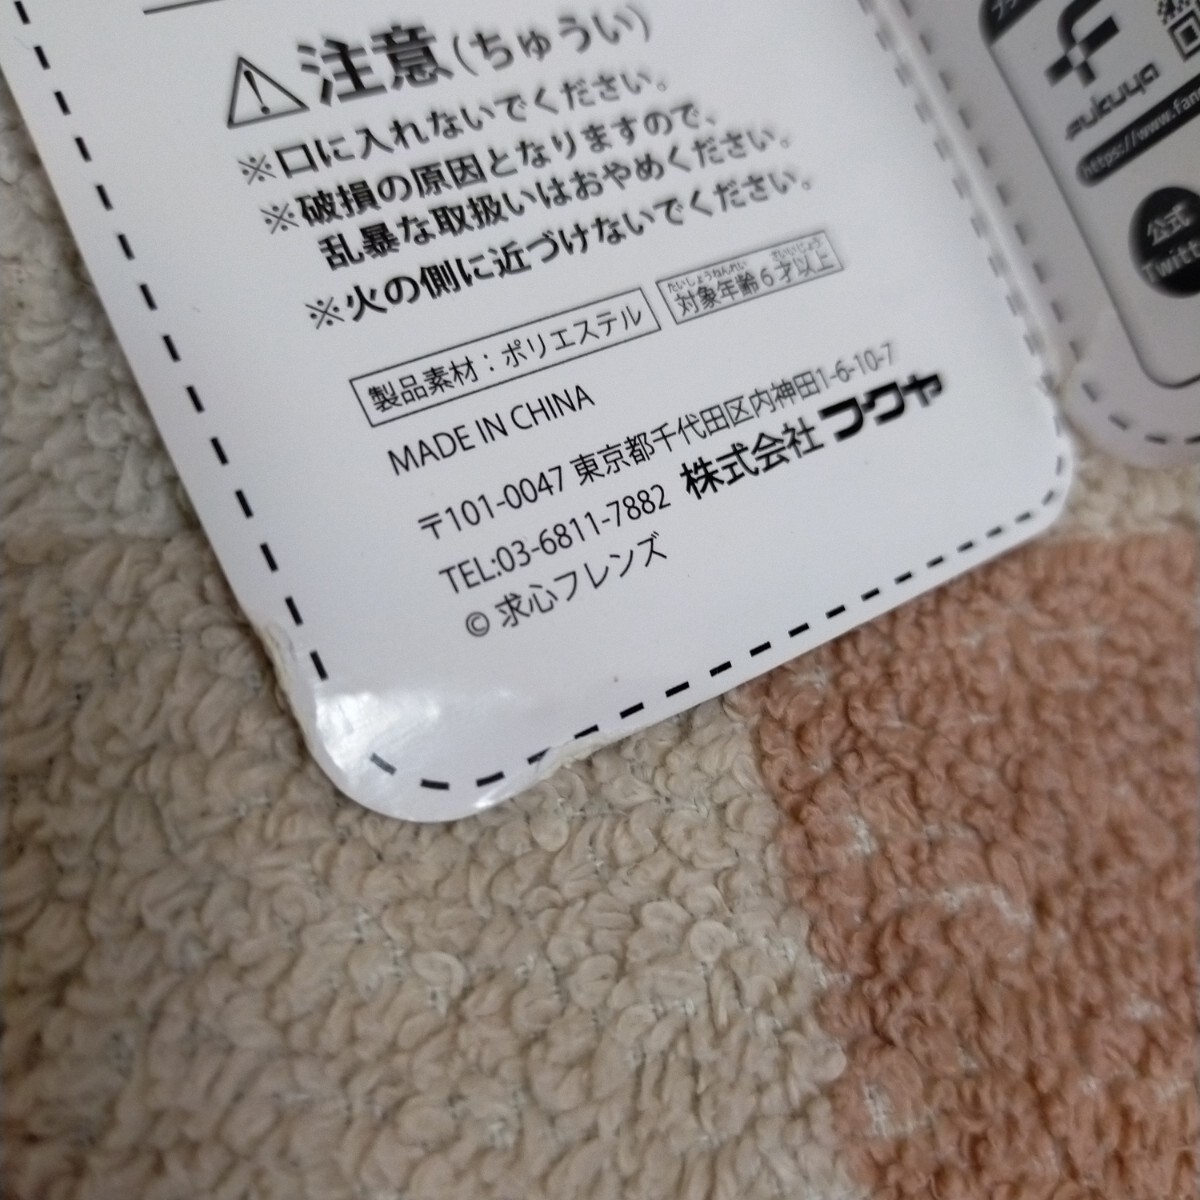 注意(ちゅうい)
※口に入れないでください。
※破損の原因となりますので、
乱暴な取扱いはおやめください。
※火の側に近づけないでください。
製品素材：ポリエステル
たいしょうねんれい さいいじょう
対象年齢6才以上
MADE IN CHINA
〒101-0047 東京都千代田区内神田1-6-10-7
TEL:03-6811-7882 株式会社フクヤ
© 求心フレンズ
Fukuya
https://www.fan
公式
Twitt